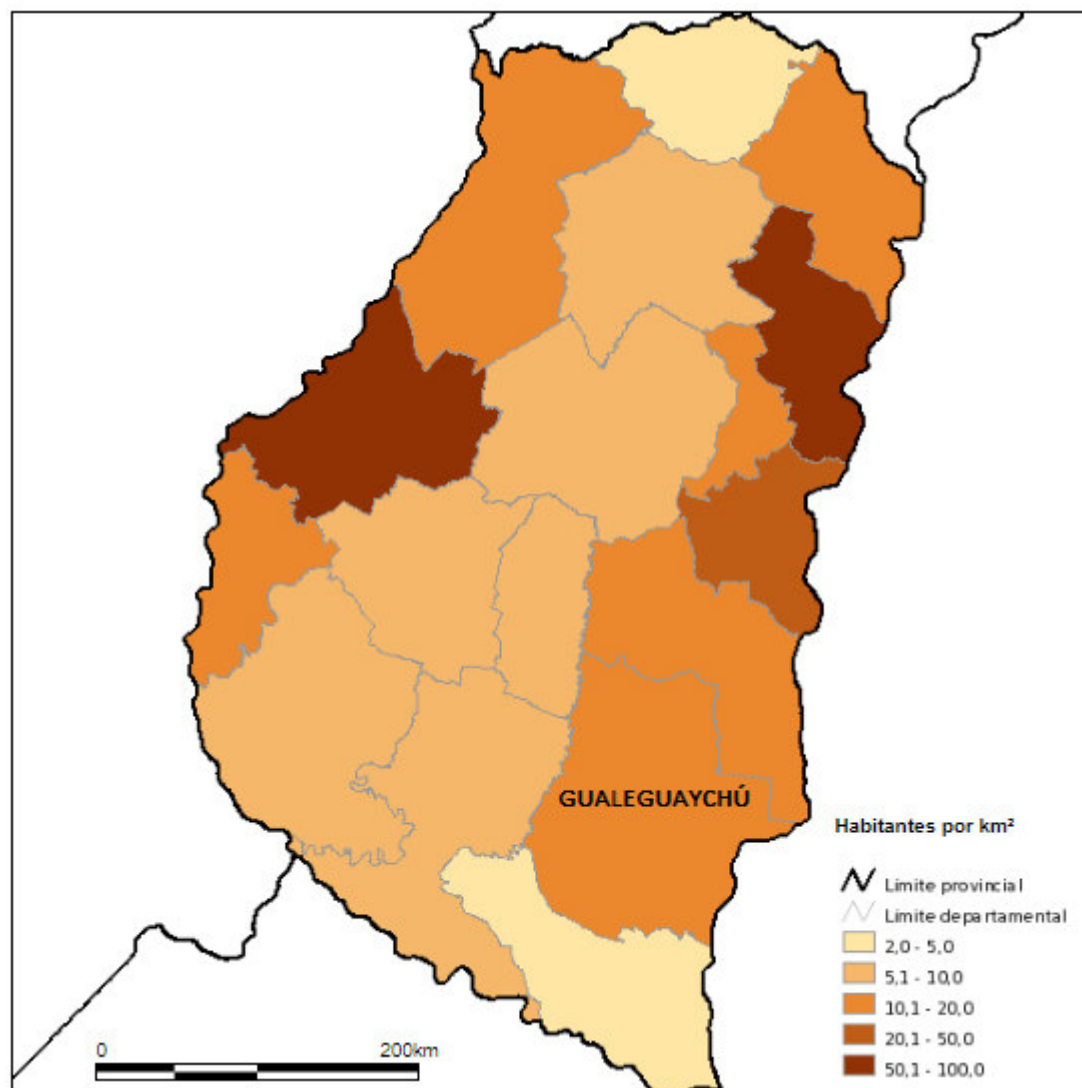 GUALEGUAYCHÚ
Habitantes por km²
Límite provincial
Límite departamental
2,0 - 5,0
5,1 - 10,0
10,1 - 20,0
20,1 - 50,0
50,1 - 100,0
0 200km